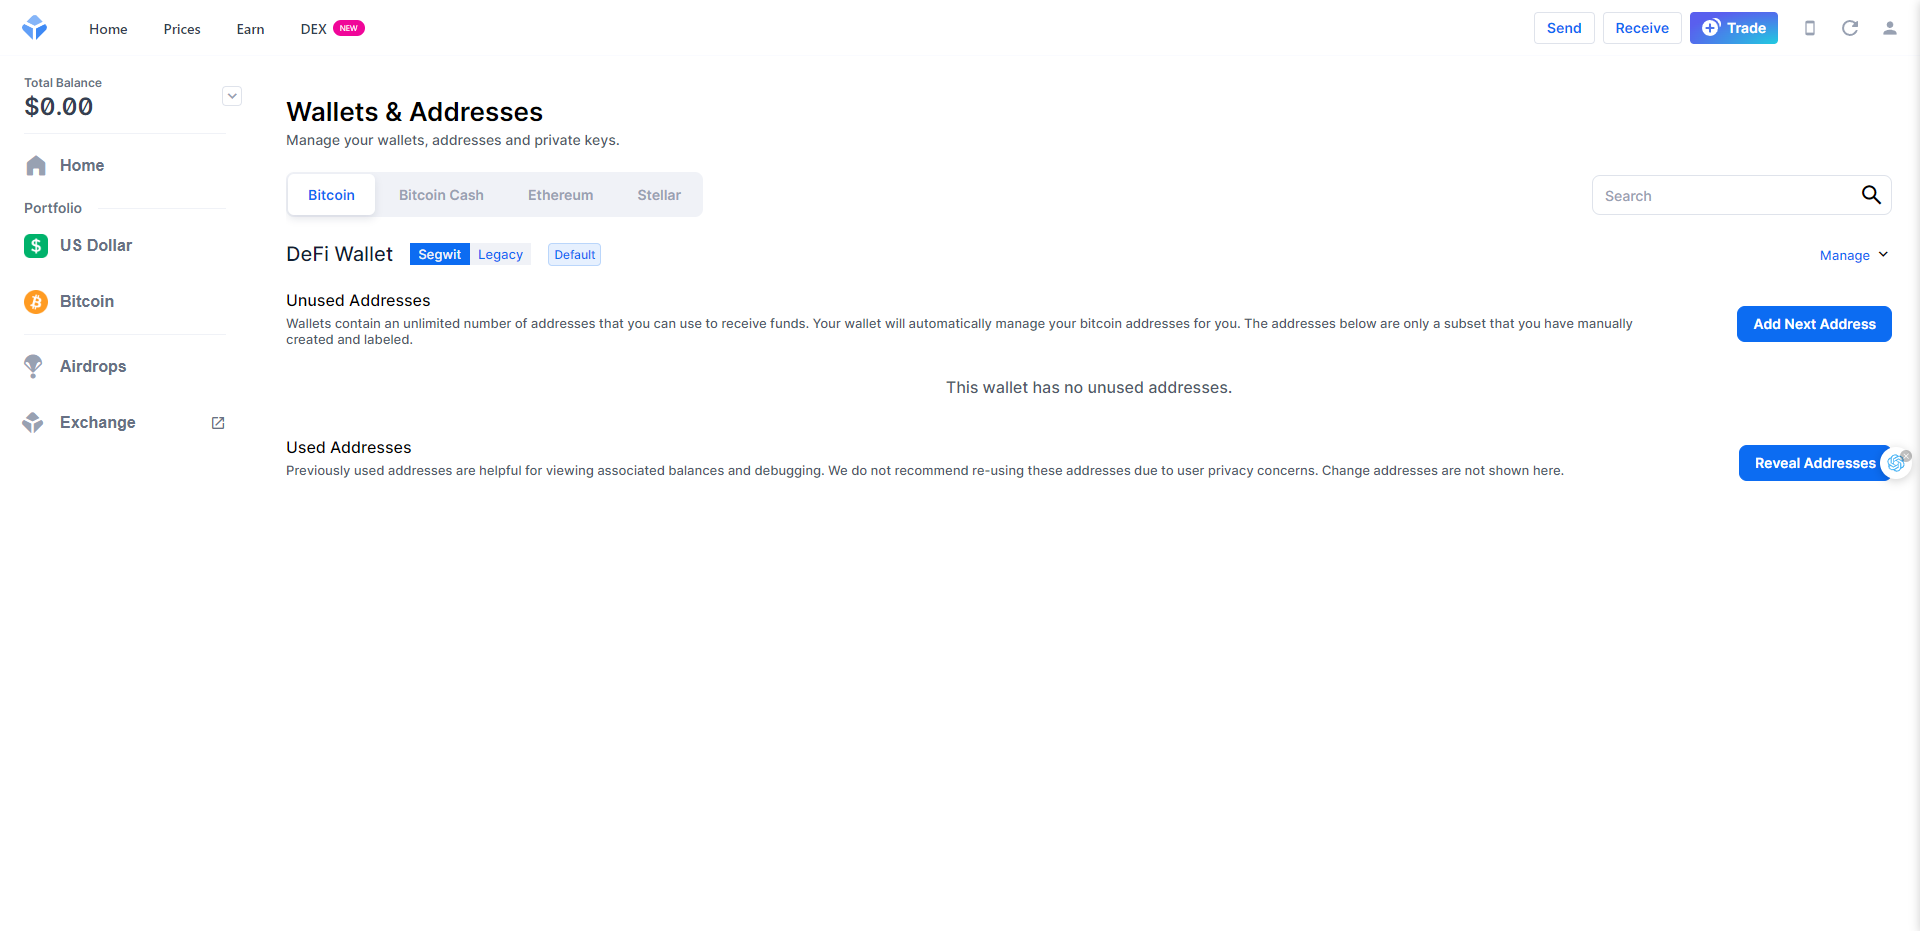 Home
Prices
Earn
DEX NEW
Send
Receive
Trade
Total Balance
$0.00
Home
Portfolio
US Dollar
Bitcoin
Airdrops
Exchange
Wallets & Addresses
Manage your wallets, addresses and private keys.
Bitcoin
Bitcoin Cash
Ethereum
Stellar
Search
DeFi Wallet
Segwit
Legacy
Default
Manage
Unused Addresses
Wallets contain an unlimited number of addresses that you can use to receive funds. Your wallet will automatically manage your bitcoin addresses for you. The addresses below are only a subset that you have manually
created and labeled.
Add Next Address
This wallet has no unused addresses.
Used Addresses
Previously used addresses are helpful for viewing associated balances and debugging. We do not recommend re-using these addresses due to user privacy concerns. Change addresses are not shown here.
Reveal Addresses